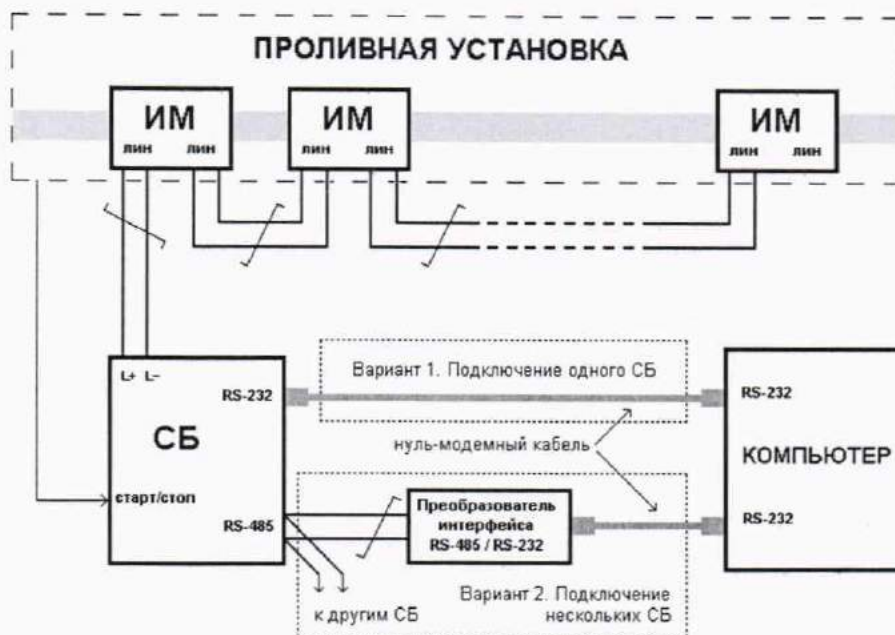 ПРОЛИВНАЯ УСТАНОВКА
ИМ
лин лин
ИМ
лин лин
ИМ
лин лин
L+ L–
RS-232
СБ
старт/стоп
RS-485
Вариант 1. Подключение одного СБ
нуль-модемный кабель
Преобразователь
интерфейса
RS-485 / RS-232
Вариант 2. Подключение
нескольких СБ
к другим СБ
RS-232
КОМПЬЮТЕР
RS-232